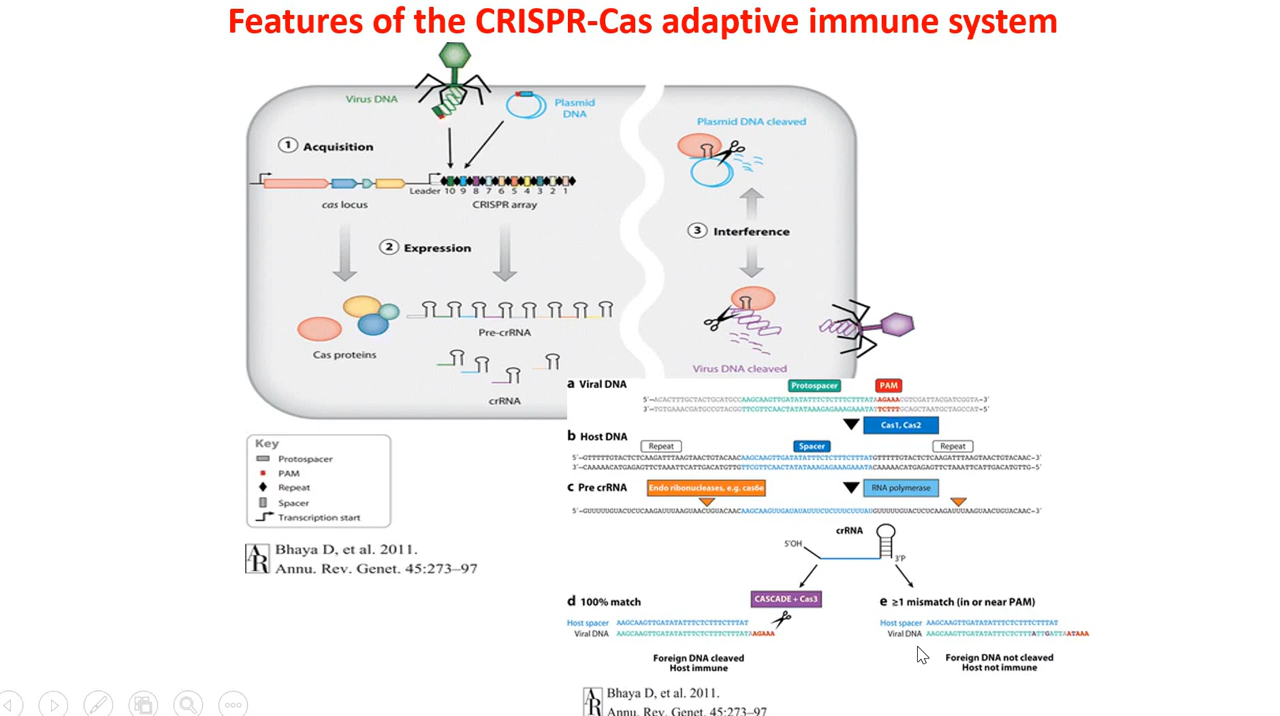 Features of the CRISPR-Cas adaptive immune system
Virus DNA
Plasmid
DNA
1 Acquisition
Leader 10 9 8 7 6 5 4 3 2 1
cas locus
CRISPR array
2 Expression
Pre-crRNA
Cas proteins
crRNA
Plasmid DNA cleaved
3 Interference
Virus DNA cleaved
Key
Protospacer
PAM
Repeat
Spacer
Transcription start
AR
Bhaya D, et al. 2011.
Annu. Rev. Genet. 45:273–97
a Viral DNA
Protospacer
PAM
Cas1, Cas2
b Host DNA
Repeat
Spacer
Repeat
c Pre crRNA
Endo ribonucleases, e.g. cas6e
RNA polymerase
crRNA
5'OH
3'P
d 100% match
CASCADE + Cas3
Host spacer AAGCAAGTTGATATATTTCTCTTTCTTTAT
Viral DNA AAGCAAGTTGATATATTTCTCTTTCTTTATAAGAAA
Foreign DNA cleaved
Host immune
e ≥1 mismatch (in or near PAM)
Host spacer AAGCAAGTTGATATATTTCTCTTTCTTTAT
Viral DNA
Foreign DNA not cleaved
Host not immune
AR
Bhaya D, et al. 2011.
Annu. Rev. Genet. 45:273–97